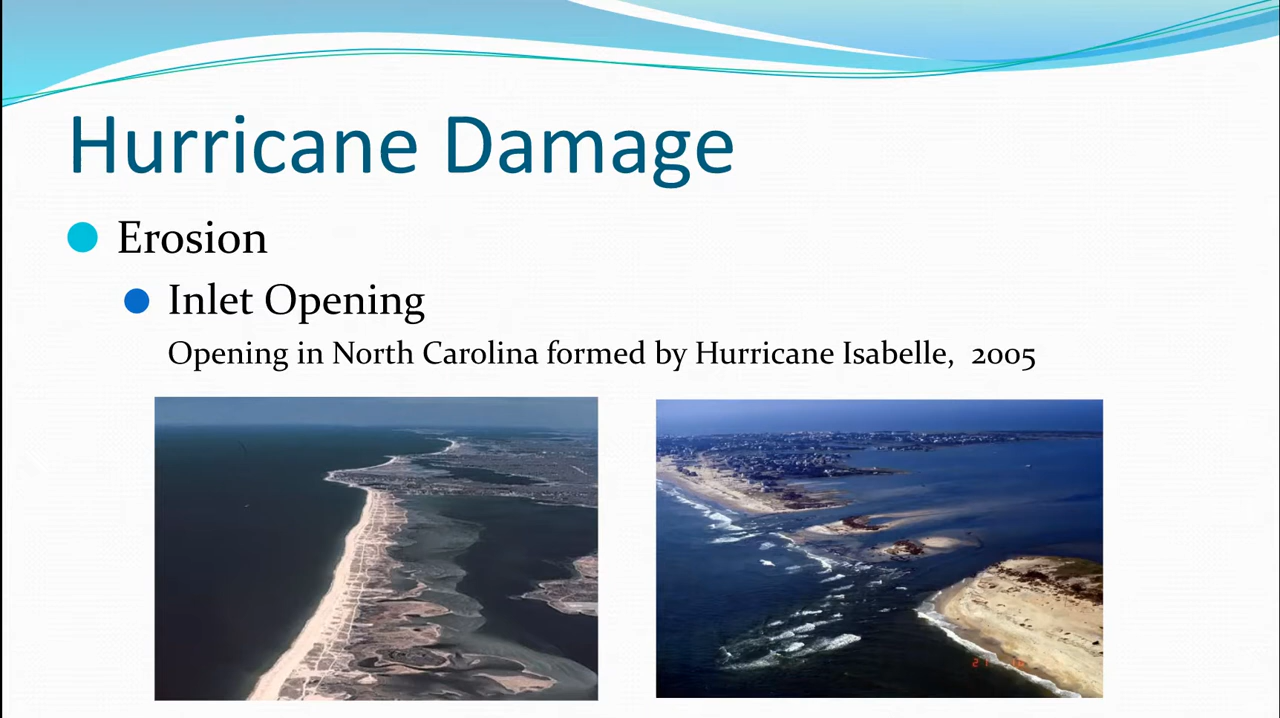 Hurricane Damage
Erosion
Inlet Opening
Opening in North Carolina formed by Hurricane Isabelle, 2005